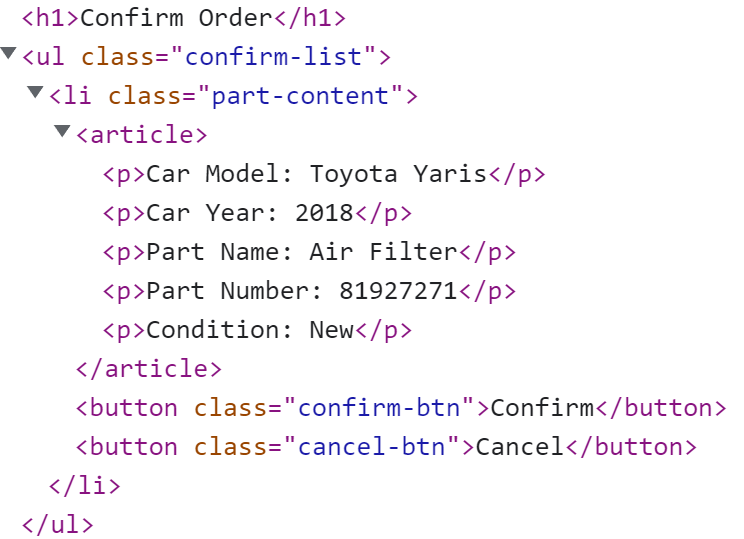 <h1>Confirm Order</h1>
<ul class="confirm-list">
<li class="part-content">
<article>
<p>Car Model: Toyota Yaris</p>
<p>Car Year: 2018</p>
<p>Part Name: Air Filter</p>
<p>Part Number: 81927271</p>
<p>Condition: New</p>
</article>
<button class="confirm-btn">Confirm</button>
<button class="cancel-btn">Cancel</button>
</li>
</ul>